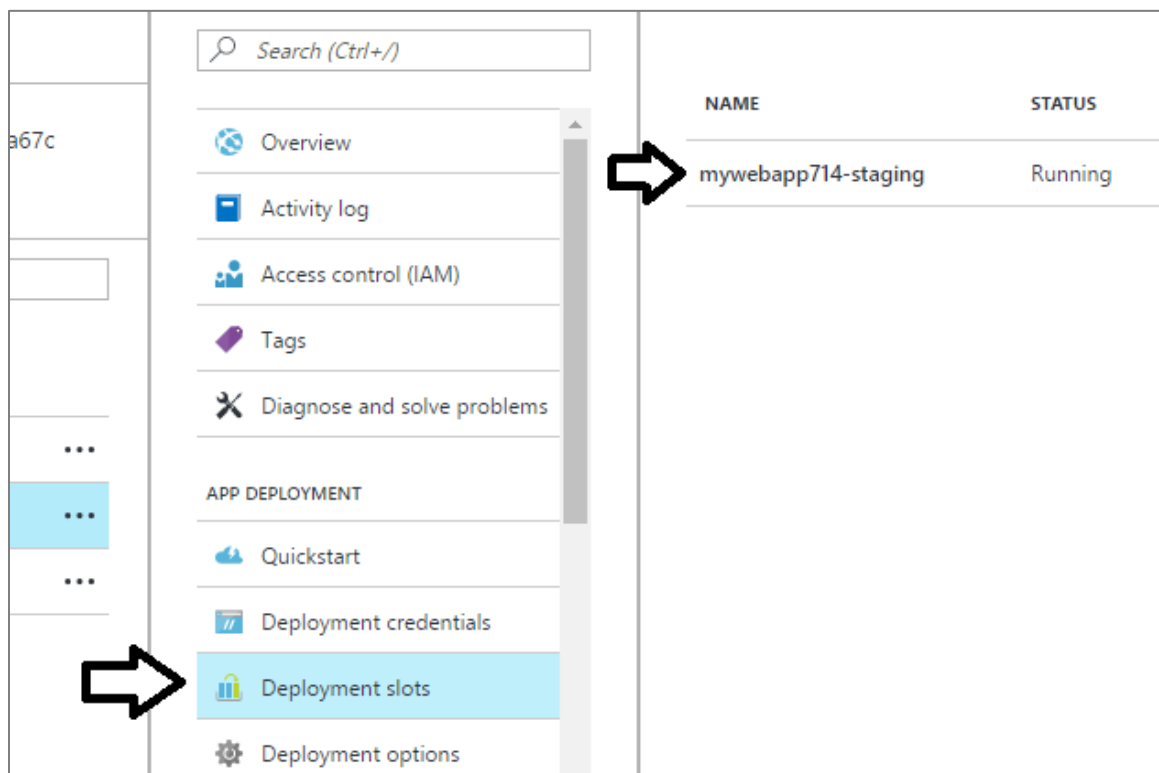 a67c
Search (Ctrl+/)
Overview
Activity log
Access control (IAM)
Tags
Diagnose and solve problems
APP DEPLOYMENT
Quickstart
Deployment credentials
Deployment slots
Deployment options
NAME STATUS
mywebapp714-staging Running